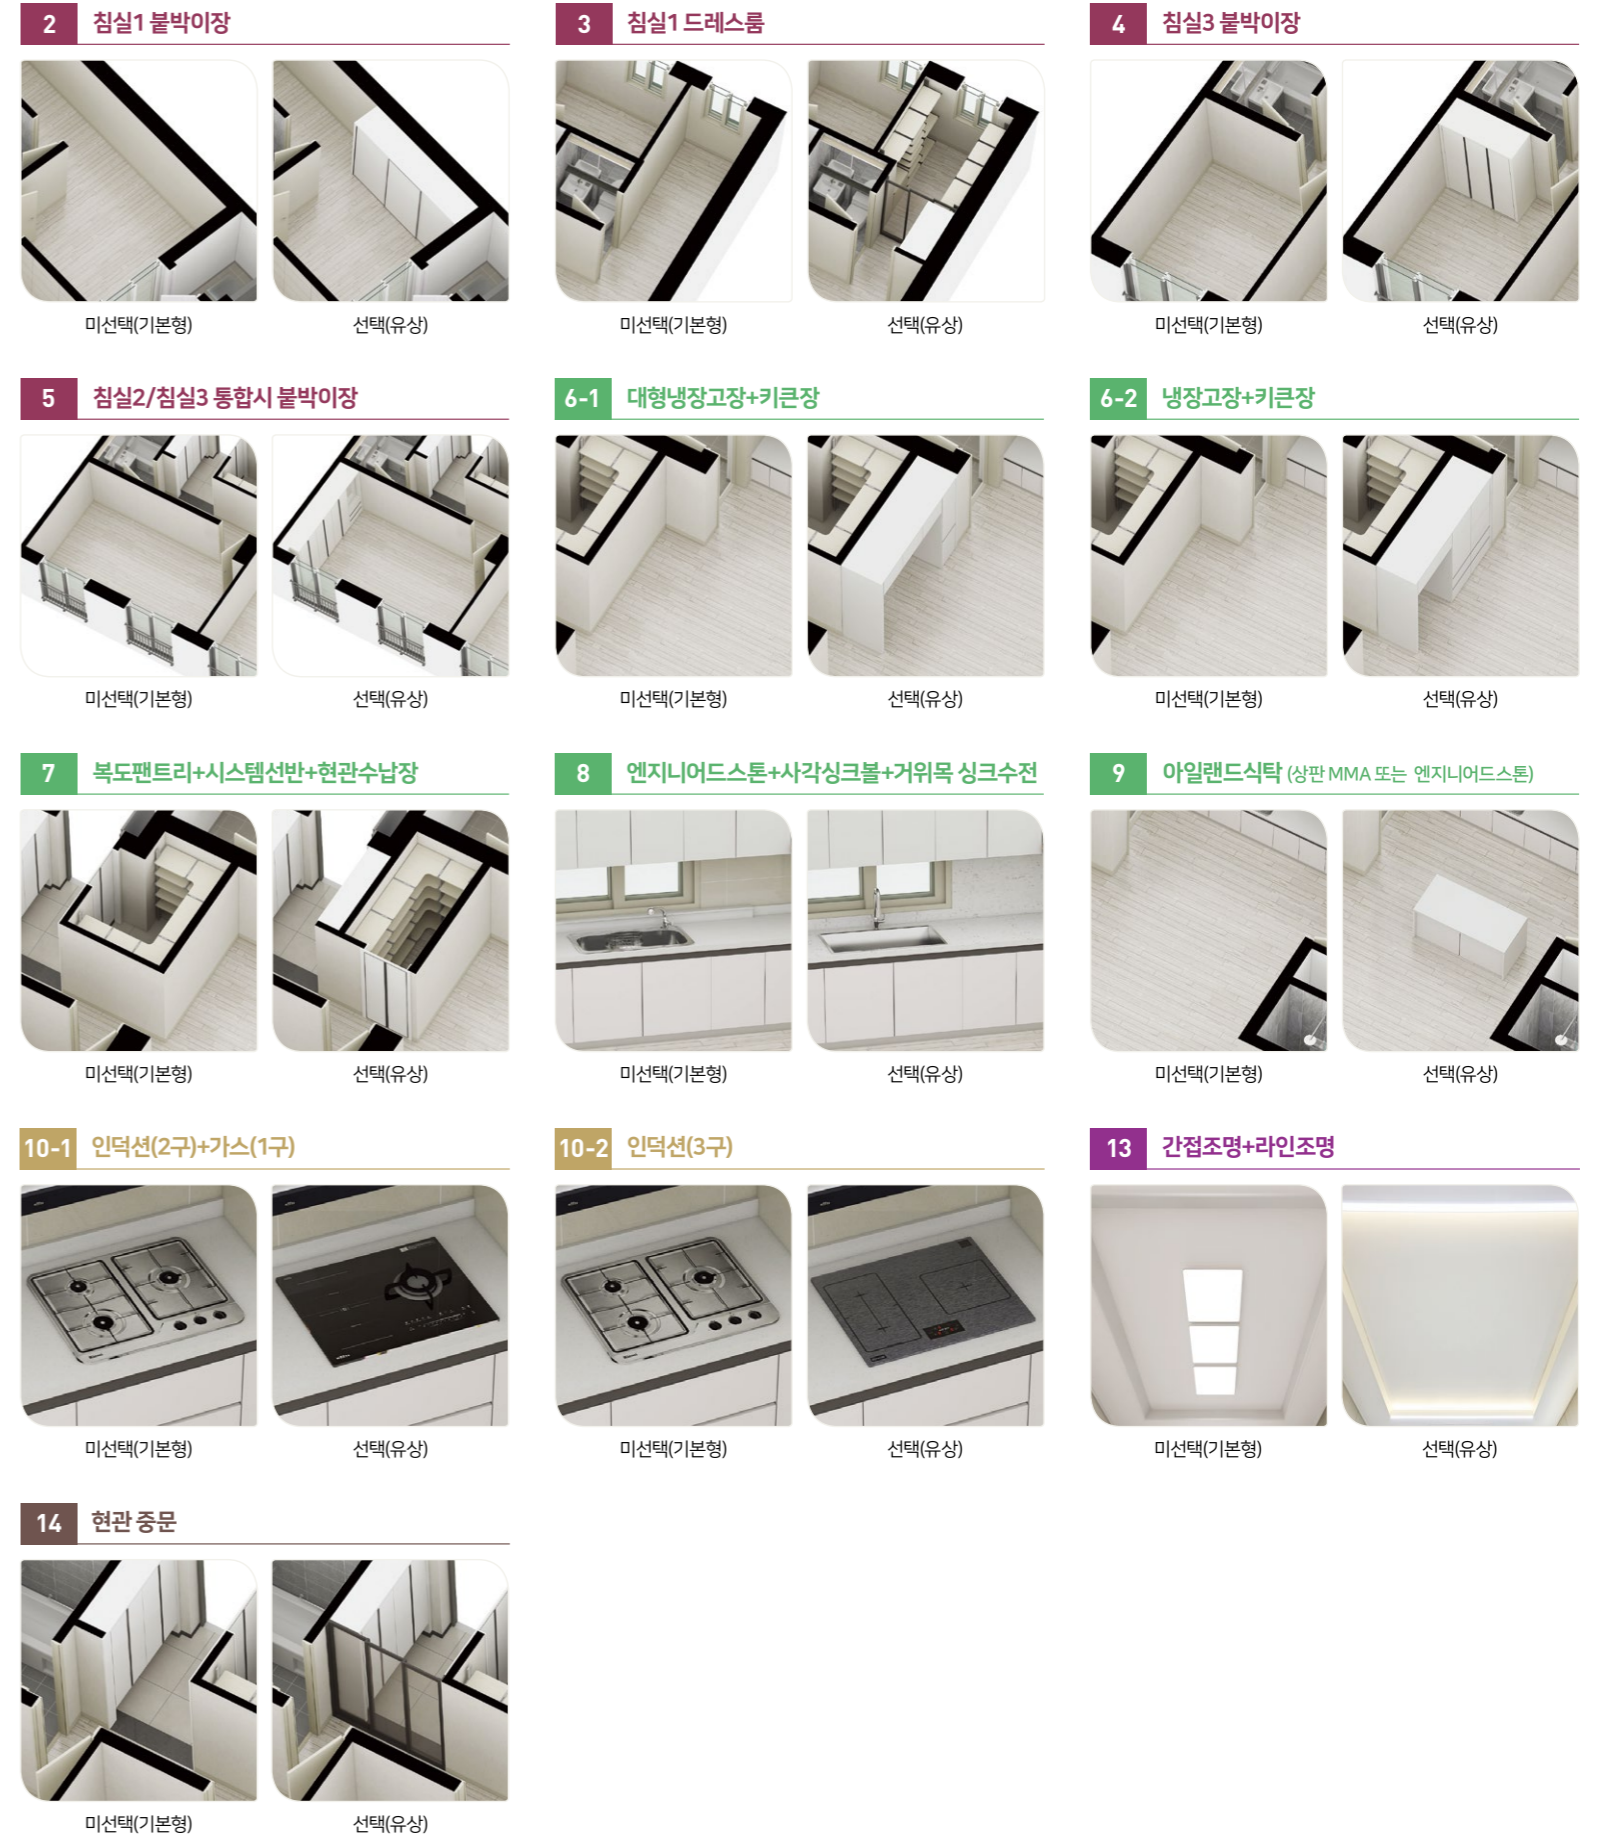 2 침실1 붙박이장
미선택(기본형) 선택(유상)
3 침실1 드레스룸
미선택(기본형) 선택(유상)
4 침실3 붙박이장
미선택(기본형) 선택(유상)
5 침실2/침실3 통합시 붙박이장
미선택(기본형) 선택(유상)
6-1 대형냉장고장+키큰장
미선택(기본형) 선택(유상)
6-2 냉장고장+키큰장
미선택(기본형) 선택(유상)
7 복도팬트리+시스템선반+현관수납장
미선택(기본형) 선택(유상)
8 엔지니어드스톤+사각싱크볼+거위목 싱크수전
미선택(기본형) 선택(유상)
9 아일랜드식탁 (상판 MMA 또는 엔지니어드스톤)
미선택(기본형) 선택(유상)
10-1 인덕션(2구)+가스(1구)
미선택(기본형) 선택(유상)
10-2 인덕션(3구)
미선택(기본형) 선택(유상)
13 간접조명+라인조명
미선택(기본형) 선택(유상)
14 현관 중문
미선택(기본형) 선택(유상)